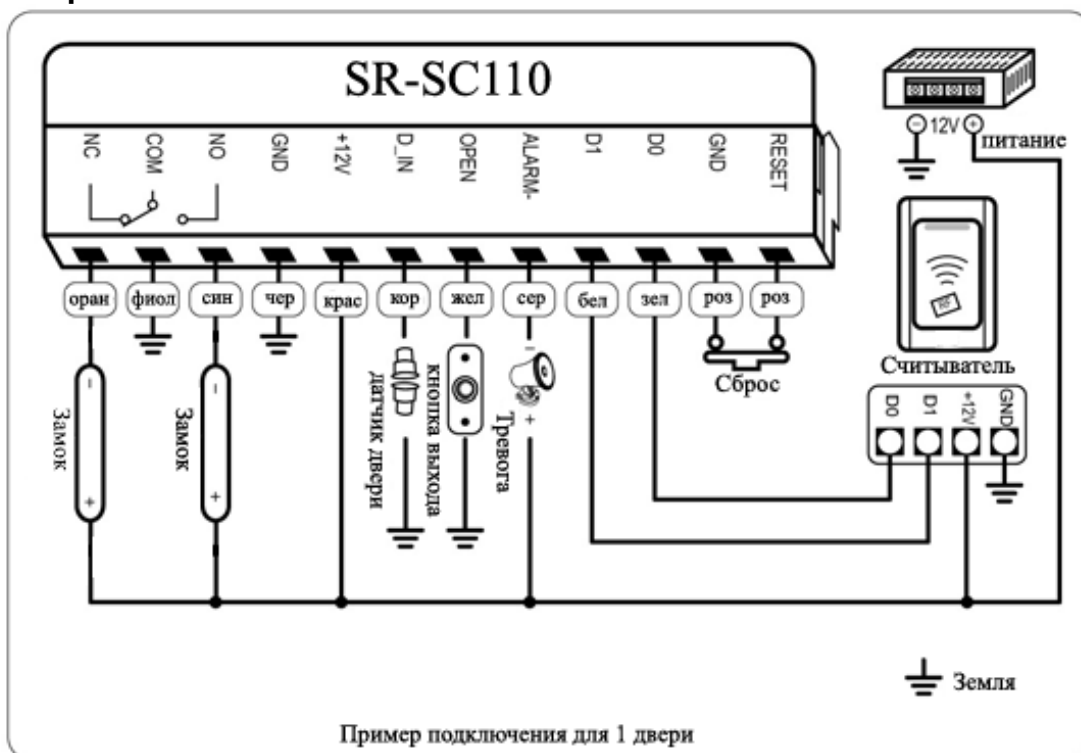 SR-SC110
NC
COM
NO
GND
+12V
D_IN
OPEN
ALARM-
D1
D0
GND
RESET
12V
питание
оран
фиол
син
чер
крас
кор
жел
сер
бел
зел
роз
роз
Замок
Замок
датчик двери
кнопка выхода
Тревога
Сброс
Считыватель
D0
D1
+12V
GND
Земля
Пример подключения для 1 двери